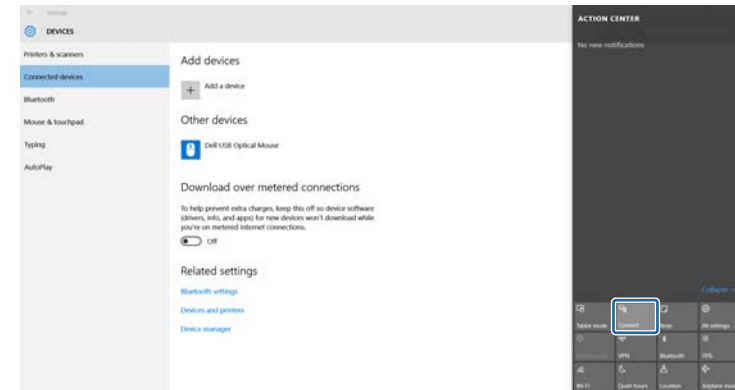 Settings
DEVICES
Printers & scanners
Connected devices
Bluetooth
Mouse & touchpad
Typing
AutoPlay
Add devices
Add a device
Other devices
Dell USB Optical Mouse
Download over metered connections
To help prevent extra charges, keep this off so device software
(drivers, info, and apps) for new devices won't download while
you're on metered Internet connections.
Off
Related settings
Bluetooth settings
Devices and printers
Device manager
ACTION CENTER
No new notifications
Collapse
Tablet mode
Connect
Note
All settings
VPN
Bluetooth
70%
Wi-Fi
Quiet hours
Location
Airplane mode